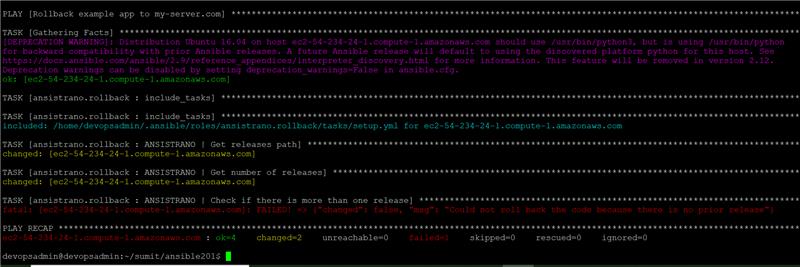 PLAY [Rollback example app to my-server.com] ********************
TASK [Gathering Facts] ********************
[DEPRECATION WARNING]: Distribution Ubuntu 16.04 on host ec2-54-234-24-1.compute-1.amazonaws.com should use /usr/bin/python3, but is using /usr/bin/python
for backward compatibility with prior Ansible releases. A future Ansible release will default to using the discovered platform python for this host. See
https://docs.ansible.com/ansible/2.9/reference_appendices/interpreter_discovery.html for more information. This feature will be removed in version 2.12.
Deprecation warnings can be disabled by setting deprecation_warnings=False in ansible.cfg.
ok: [ec2-54-234-24-1.compute-1.amazonaws.com]
TASK [ansistrano.rollback : include_tasks] ********************
TASK [ansistrano.rollback : include_tasks] ********************
included: /home/devopsadmin/.ansible/roles/ansistrano.rollback/tasks/setup.yml for ec2-54-234-24-1.compute-1.amazonaws.com
TASK [ansistrano.rollback : ANSISTRANO | Get releases path] ********************
changed: [ec2-54-234-24-1.compute-1.amazonaws.com]
TASK [ansistrano.rollback : ANSISTRANO | Get number of releases] ********************
changed: [ec2-54-234-24-1.compute-1.amazonaws.com]
TASK [ansistrano.rollback : ANSISTRANO | Check if there is more than one release] ********************
fatal: [ec2-54-234-24-1.compute-1.amazonaws.com]: FAILED! => {"changed": false, "msg": "Could not roll back the code because there is no prior release"}
PLAY RECAP ********************
ec2-54-234-24-1.compute-1.amazonaws.com : ok=4 changed=2 unreachable=0 failed=1 skipped=0 rescued=0 ignored=0
devopsadmin@devopsadmin:~/sumit/ansible201$